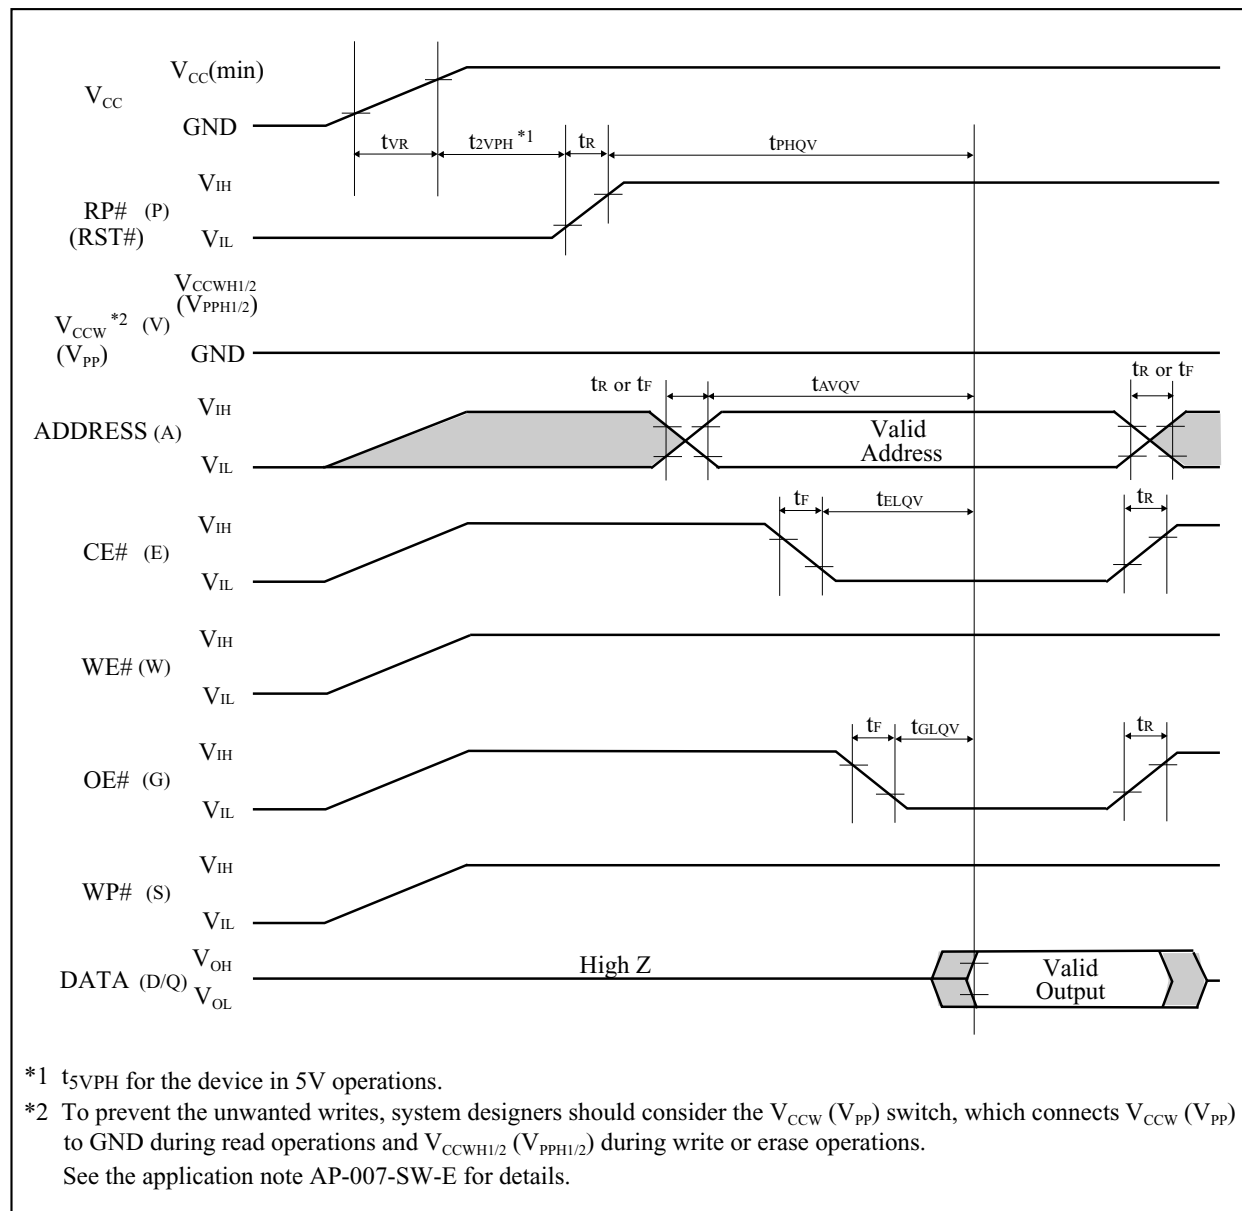 VCC
VCC(min)
GND
tVR
t2VPH *1
tR
tPHQV
RP# (P)
(RST#)
VIH
VIL
VCCW *2 (V)
(VPP)
VCCWH1/2
(VPPH1/2)
GND
ADDRESS (A)
VIH
VIL
tR or tF
tAVQV
tR or tF
Valid
Address
CE# (E)
VIH
VIL
tF
tELQV
tR
WE# (W)
VIH
VIL
OE# (G)
VIH
VIL
tF
tGLQV
tR
WP# (S)
VIH
VIL
DATA (D/Q)
VOH
VOL
High Z
Valid
Output
*1 t5VPH for the device in 5V operations.
*2 To prevent the unwanted writes, system designers should consider the VCCW (VPP) switch, which connects VCCW (VPP)
to GND during read operations and VCCWH1/2 (VPPH1/2) during write or erase operations.
See the application note AP-007-SW-E for details.